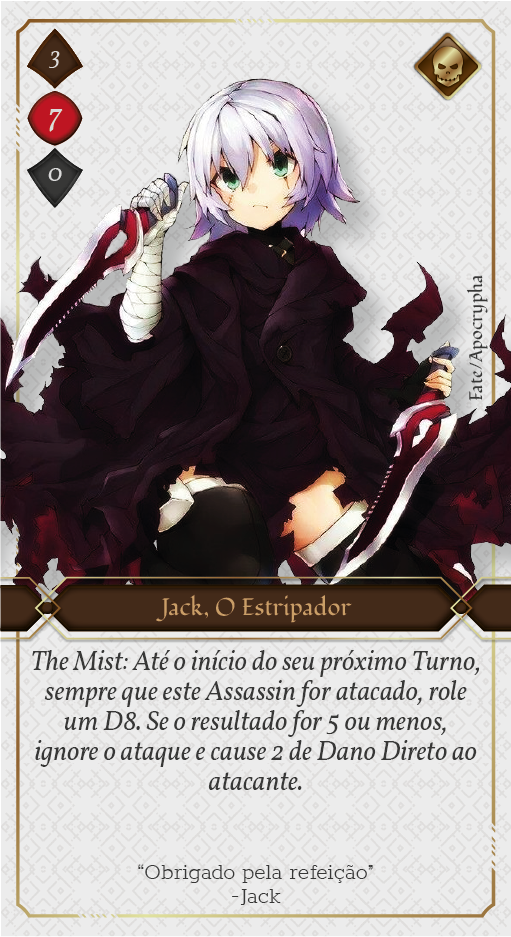 3
7
0
Fate/Apocrypha
Jack, O Estripador
The Mist: Até o início do seu próximo Turno,
sempre que este Assassin for atacado, role
um D8. Se o resultado for 5 ou menos,
ignore o ataque e cause 2 de Dano Direto ao
atacante.
“Obrigado pela refeição”
-Jack